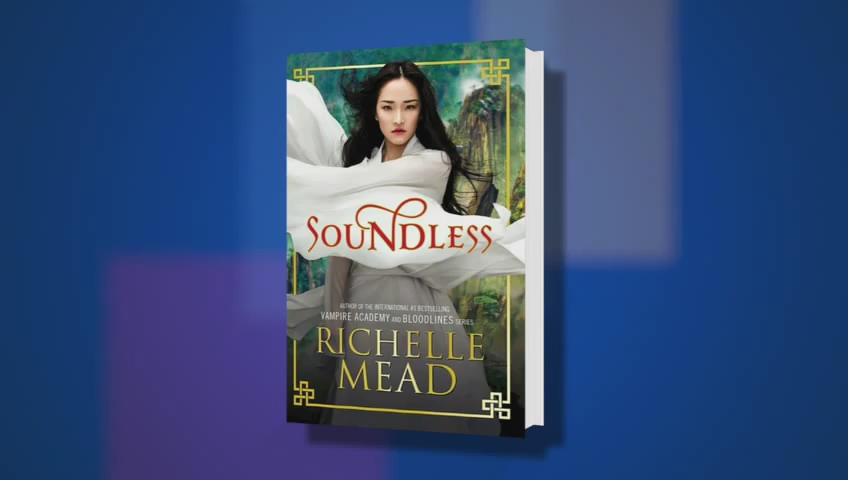 SOUNDLESS
AUTHOR OF THE INTERNATIONAL #1 BESTSELLING
VAMPIRE ACADEMY AND BLOODLINES SERIES
RICHELLE
MEAD